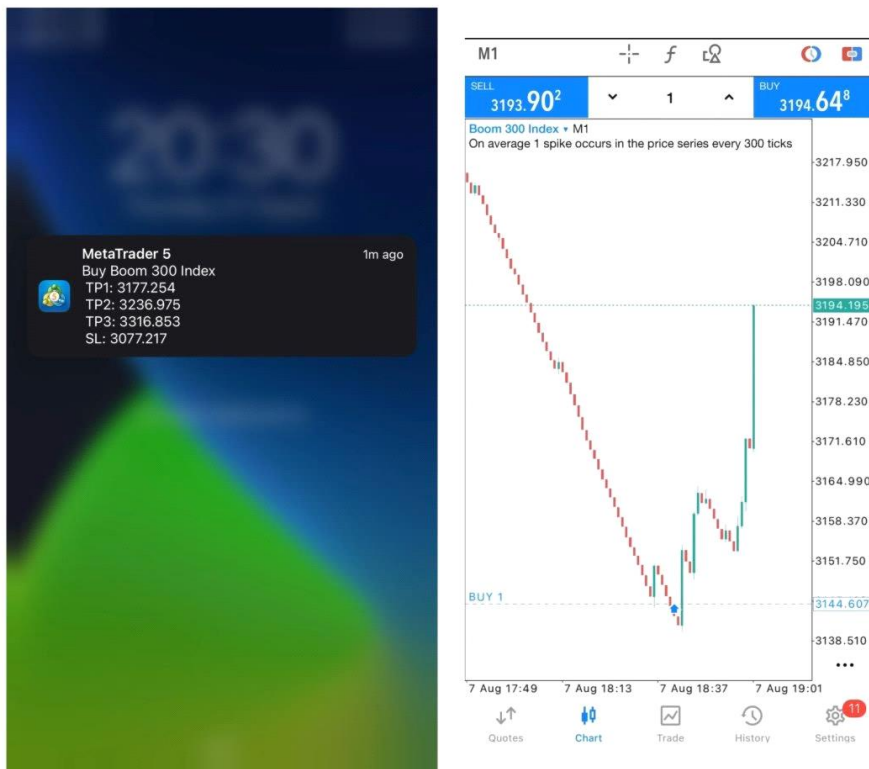 20:30
MetaTrader 5
1m ago
Buy Boom 300 Index
TP1: 3177.254
TP2: 3236.975
TP3: 3316.853
SL: 3077.217
M1
SELL
3193.90²
1
BUY
3194.64⁸
Boom 300 Index ▾ M1
On average 1 spike occurs in the price series every 300 ticks
3217.950
3211.330
3204.710
3198.090
3194.195
3191.470
3184.850
3178.230
3171.610
3164.990
3158.370
3151.750
BUY 1
3144.607
3138.510
7 Aug 17:49
7 Aug 18:13
7 Aug 18:37
7 Aug 19:01
11
Quotes
Chart
Trade
History
Settings